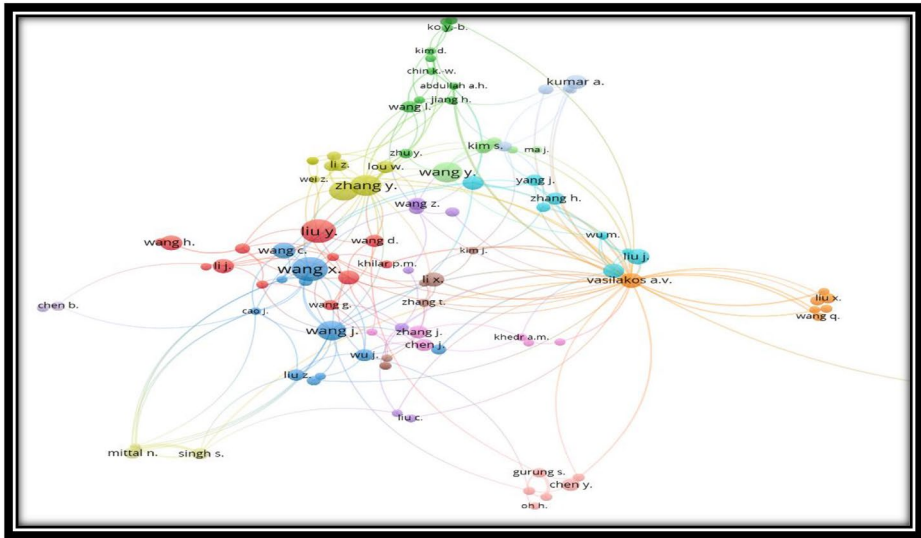 ko y.-b.
kim d.
chin k.-w.
kumar a.
abdullah a.h.
jiang h.
wang l.
kim s.
ma j.
zhu y.
li z.
lou w.
wang y.
wei z.
zhang y.
yang j.
zhang h.
wang z.
liu y.
wu m.
wang h.
wang d.
wang c.
kim j.
liu j.
khilar p.m.
li j.
wang x.
li x.
vasilakos a.v.
liu x.
chen b.
wang g.
zhang t.
cao j.
wang q.
wang j.
zhang j.
khedr a.m.
chen j.
wu j.
liu z.
liu c.
mittal n.
singh s.
gurung s.
chen y.
oh h.